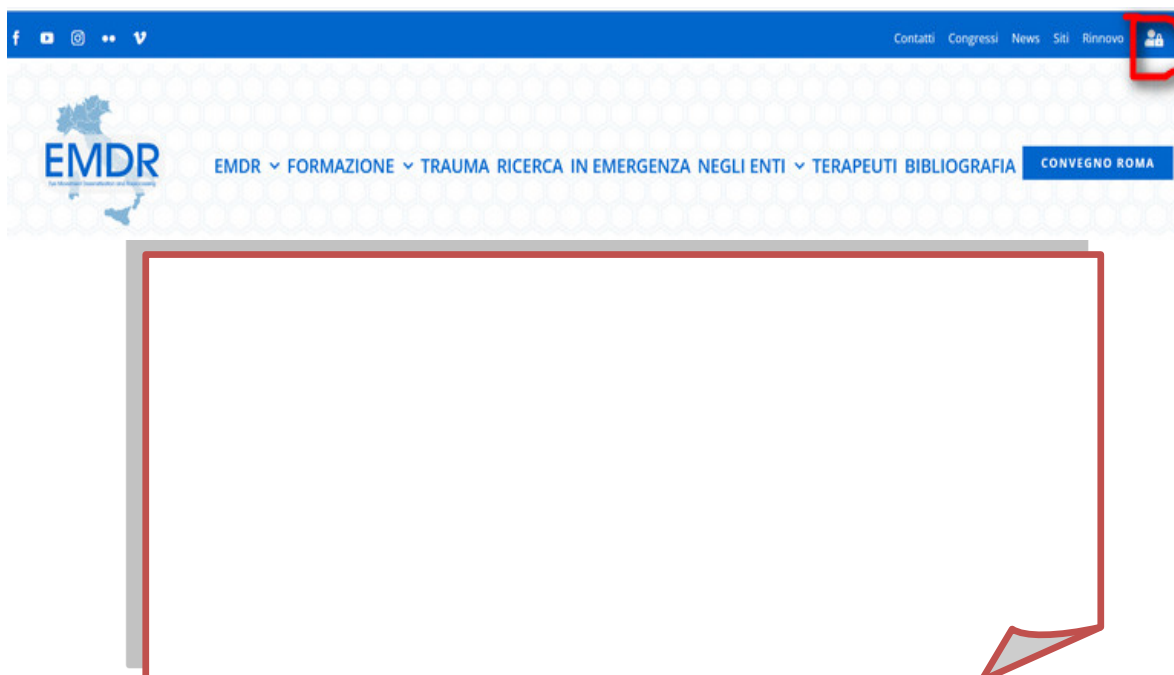 Contatti Congressi News Siti Rinnovo
EMDR
EMDR FORMAZIONE TRAUMA RICERCA IN EMERGENZA NEGLI ENTI TERAPEUTI BIBLIOGRAFIA CONVEGNO ROMA